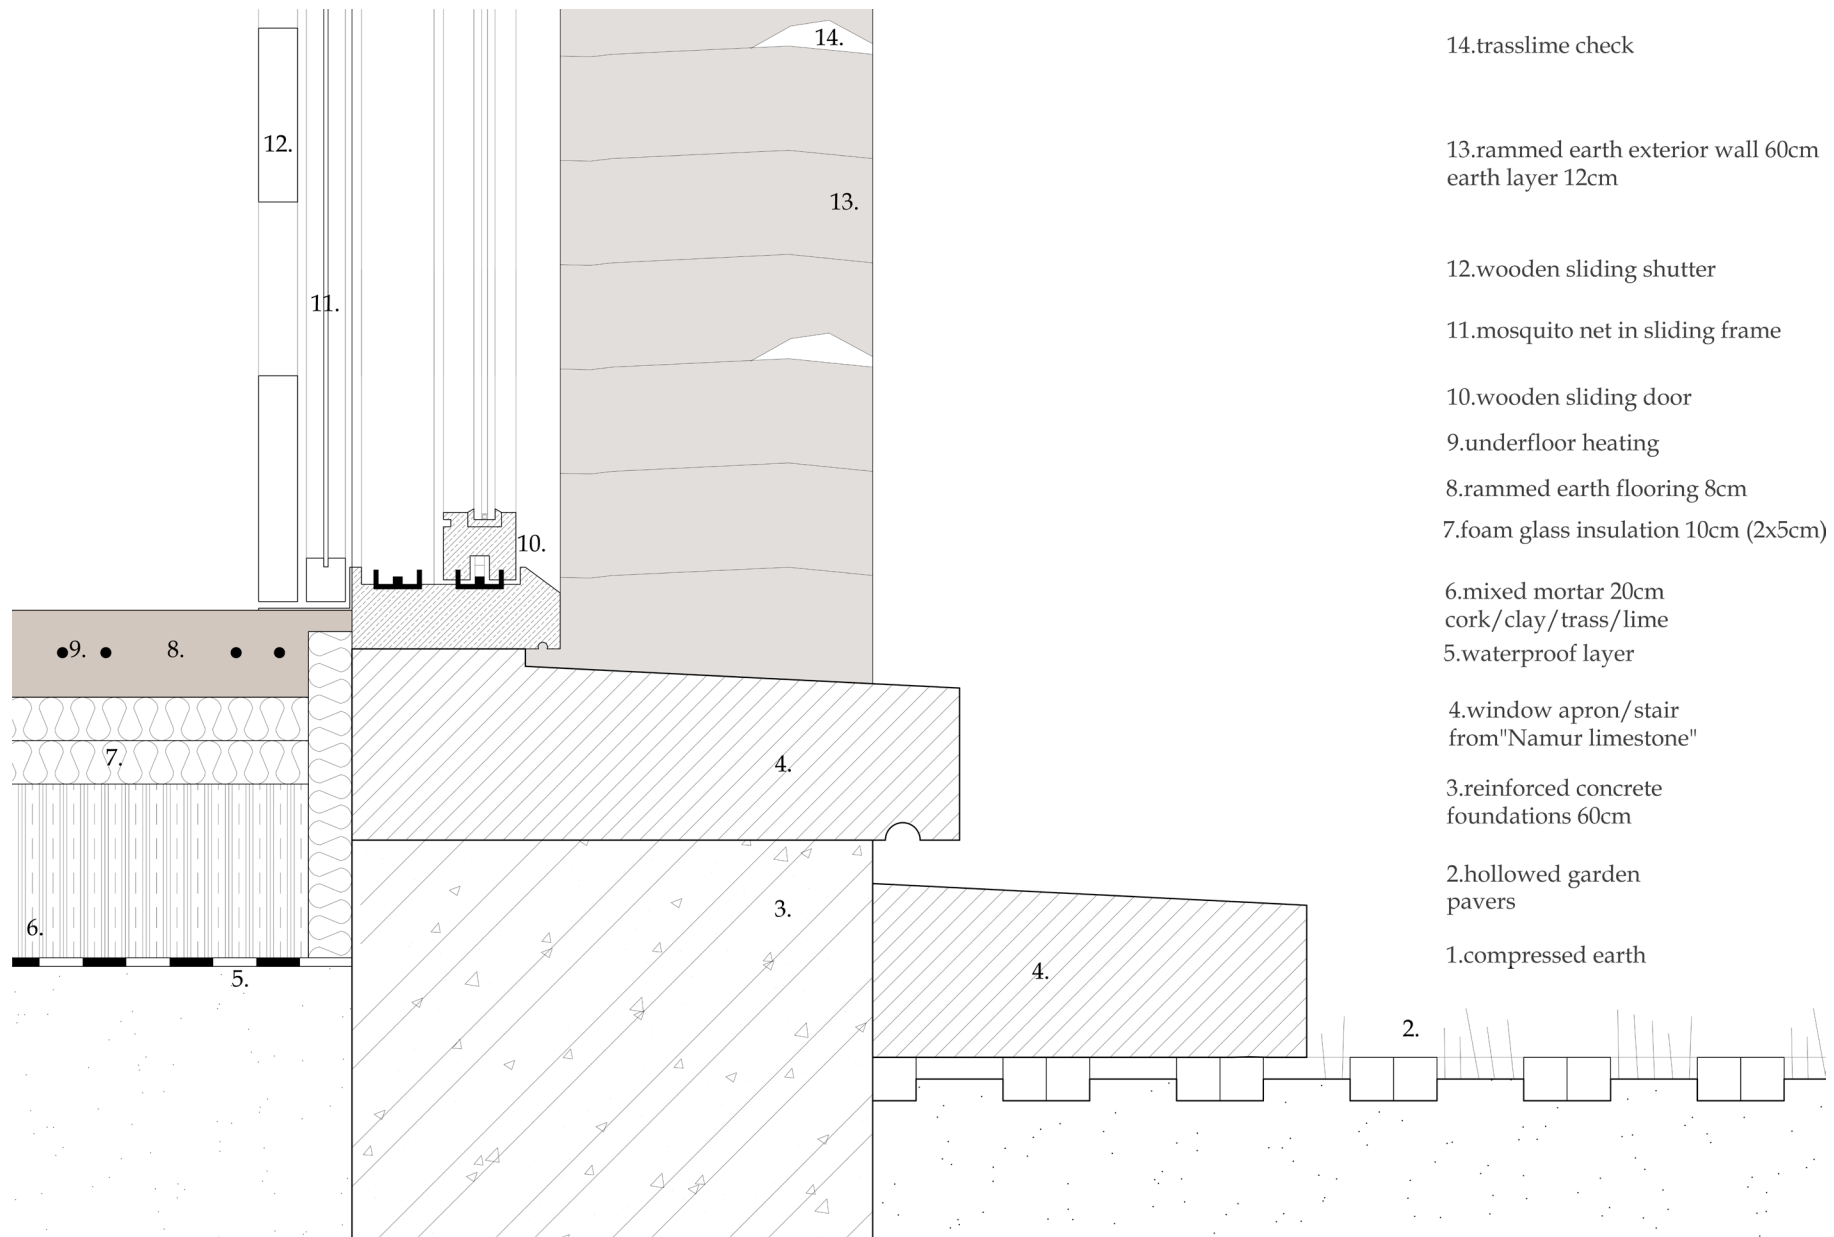 14.
14.trasslime check
12.
13.rammed earth exterior wall 60cm
earth layer 12cm
13.
12.wooden sliding shutter
11.
11.mosquito net in sliding frame
10.wooden sliding door
9.underfloor heating
8.rammed earth flooring 8cm
10.
7.foam glass insulation 10cm (2x5cm)
6.mixed mortar 20cm
cork/clay/trass/lime
9. 8.
5.waterproof layer
4.window apron/stair
from"Namur limestone"
7.
4.
3.reinforced concrete
foundations 60cm
2.hollowed garden
pavers
3.
6.
1.compressed earth
5.
4.
2.